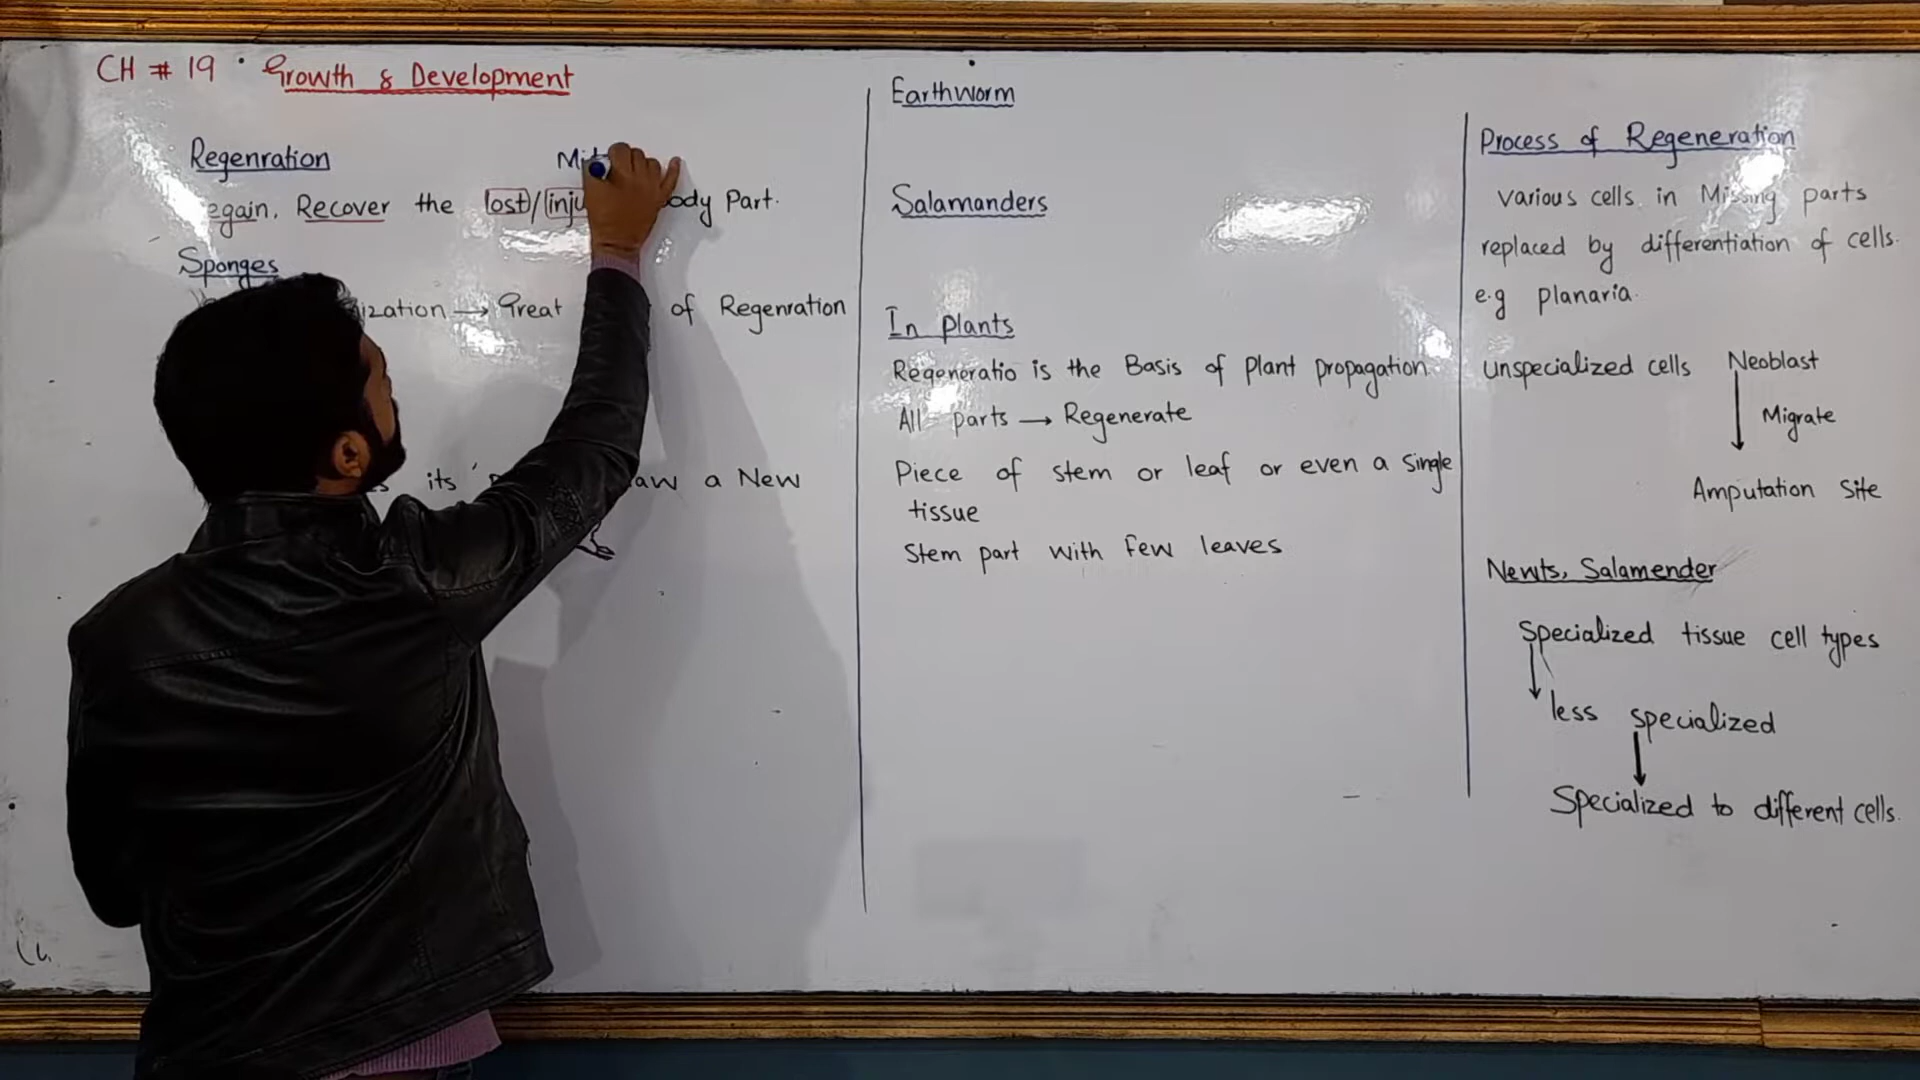 CH # 19 · Growth & Development
Regenration
egain, Recover the lost/inju ody Part.
Sponges
ization → Great of Regenration
its a New
Earthworm
Salamanders
In plants
Regeneratio is the Basis of plant propagation.
All parts → Regenerate
Piece of stem or leaf or even a single
tissue
Stem part with few leaves
Process of Regeneration
various cells in Missing parts
replaced by differentiation of cells.
e.g planaria.
unspecialized cells Neoblast
Migrate
Amputation Site
Newts, Salamender
Specialized tissue cell types
less specialized
Specialized to different cells.